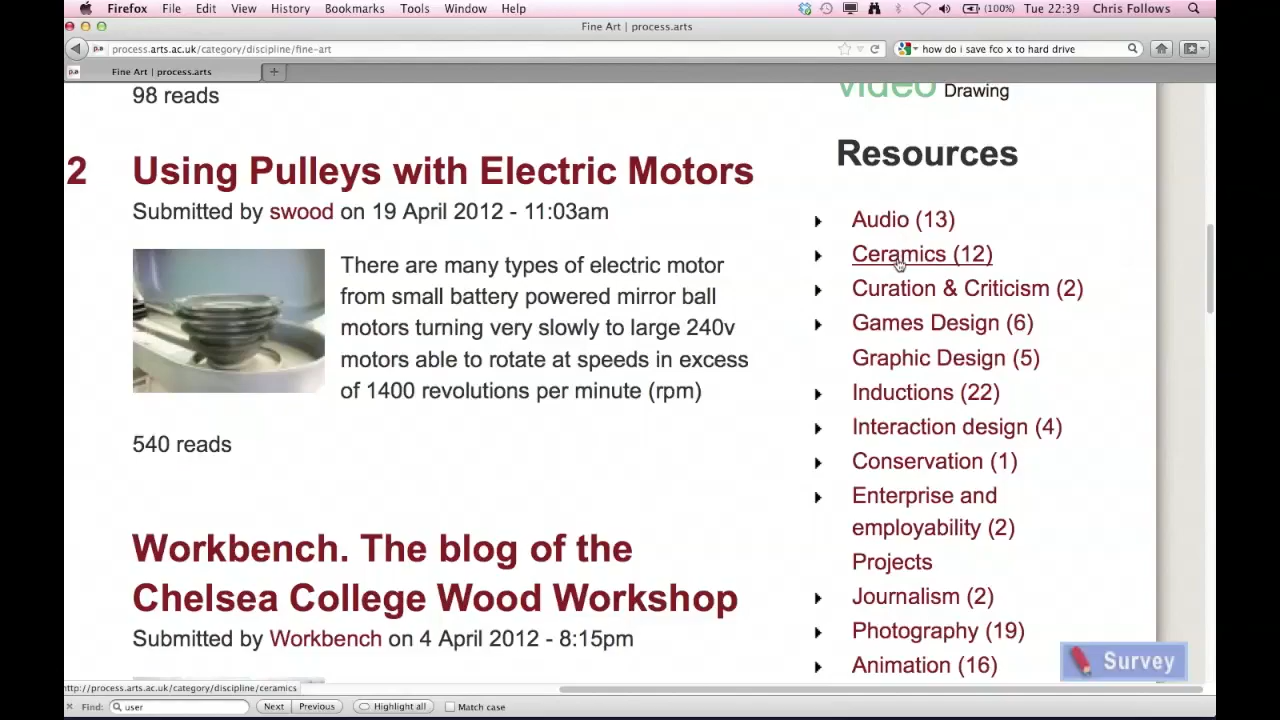 Firefox File Edit View History Bookmarks Tools Window Help (100%) Tue 22:39 Chris Follows
Fine Art | process.arts
process.arts.ac.uk/category/discipline/fine-art
how do i save fco x to hard drive
Fine Art | process.arts
98 reads
2 Using Pulleys with Electric Motors
Submitted by swood on 19 April 2012 - 11:03am
There are many types of electric motor
from small battery powered mirror ball
motors turning very slowly to large 240v
motors able to rotate at speeds in excess
of 1400 revolutions per minute (rpm)
540 reads
Workbench. The blog of the
Chelsea College Wood Workshop
Submitted by Workbench on 4 April 2012 - 8:15pm
video Drawing
Resources
Audio (13)
Ceramics (12)
Curation & Criticism (2)
Games Design (6)
Graphic Design (5)
Inductions (22)
Interaction design (4)
Conservation (1)
Enterprise and
employability (2)
Projects
Journalism (2)
Photography (19)
Animation (16)
Survey
http://process.arts.ac.uk/category/discipline/ceramics
Find: user Next Previous Highlight all Match case